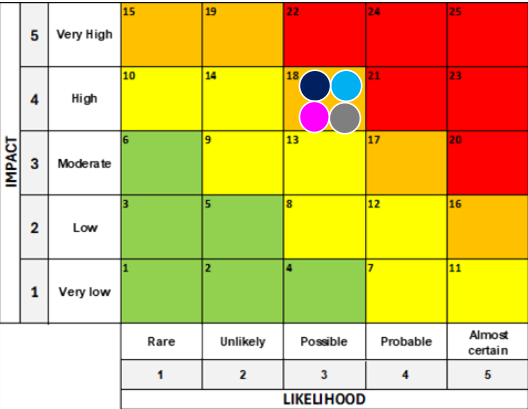 15 19 22 24 25
5 Very High
10 14 18 21 23
4 High
IMPACT
6 9 13 17 20
3 Moderate
3 5 8 12 16
2 Low
1 2 4 7 11
1 Very low
Rare Unlikely Possible Probable Almost certain
1 2 3 4 5
LIKELIHOOD